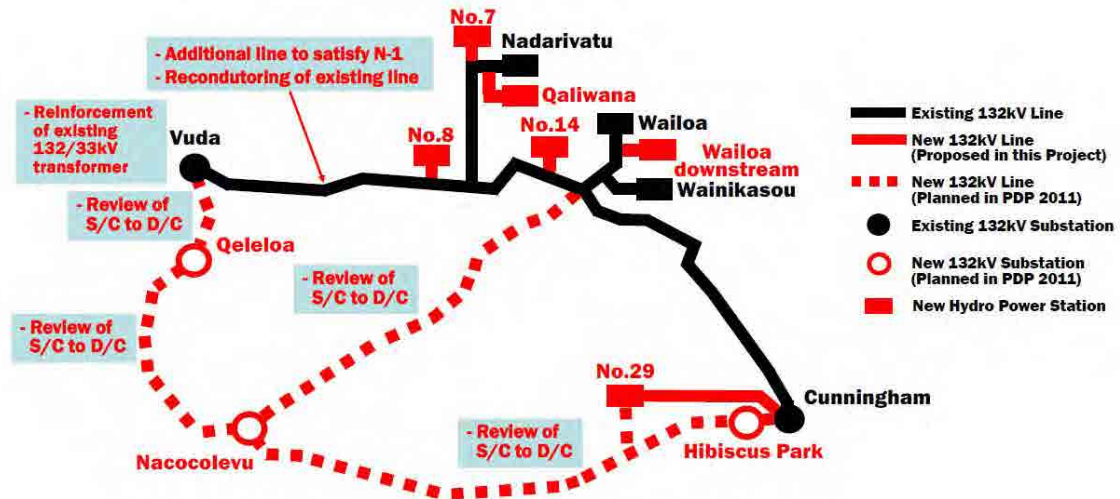 No.7
Nadarivatu
- Additional line to satisfy N-1
- Recondutoring of existing line
Qaliwana
- Reinforcement
of existing
132/33kV
transformer
Vuda
No.8
No.14
Wailoa
Wailoa
downstream
Wainikasou
- Review of
S/C to D/C
Qeleloa
- Review of
S/C to D/C
- Review of
S/C to D/C
No.29
Cunningham
- Review of
S/C to D/C
Hibiscus Park
Nacocolevu
Existing 132kV Line
New 132kV Line
(Proposed in this Project)
New 132kV Line
(Planned in PDP 2011)
Existing 132kV Substation
New 132kV Substation
(Planned in PDP 2011)
New Hydro Power Station